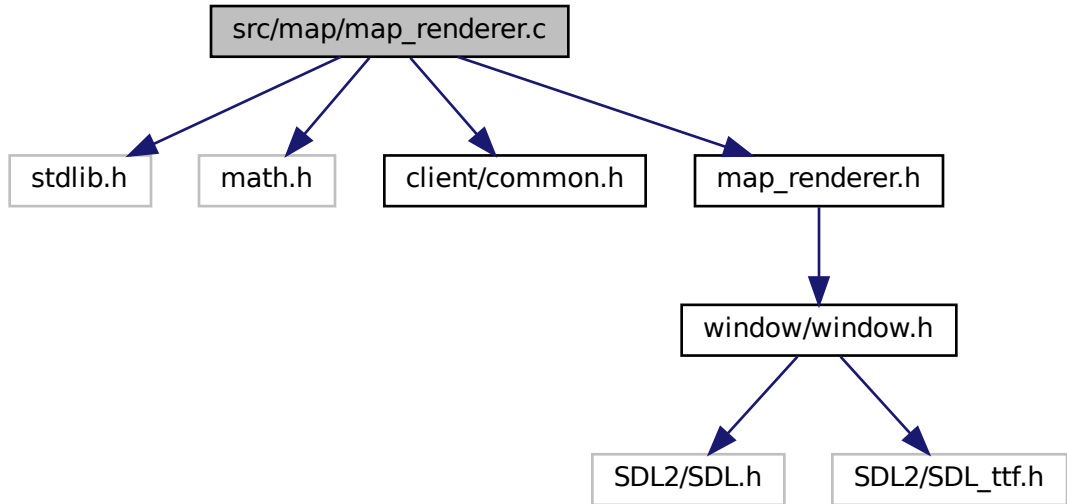 src/map/map_renderer.c
stdlib.h
math.h
client/common.h
map_renderer.h
window/window.h
SDL2/SDL.h
SDL2/SDL_ttf.h